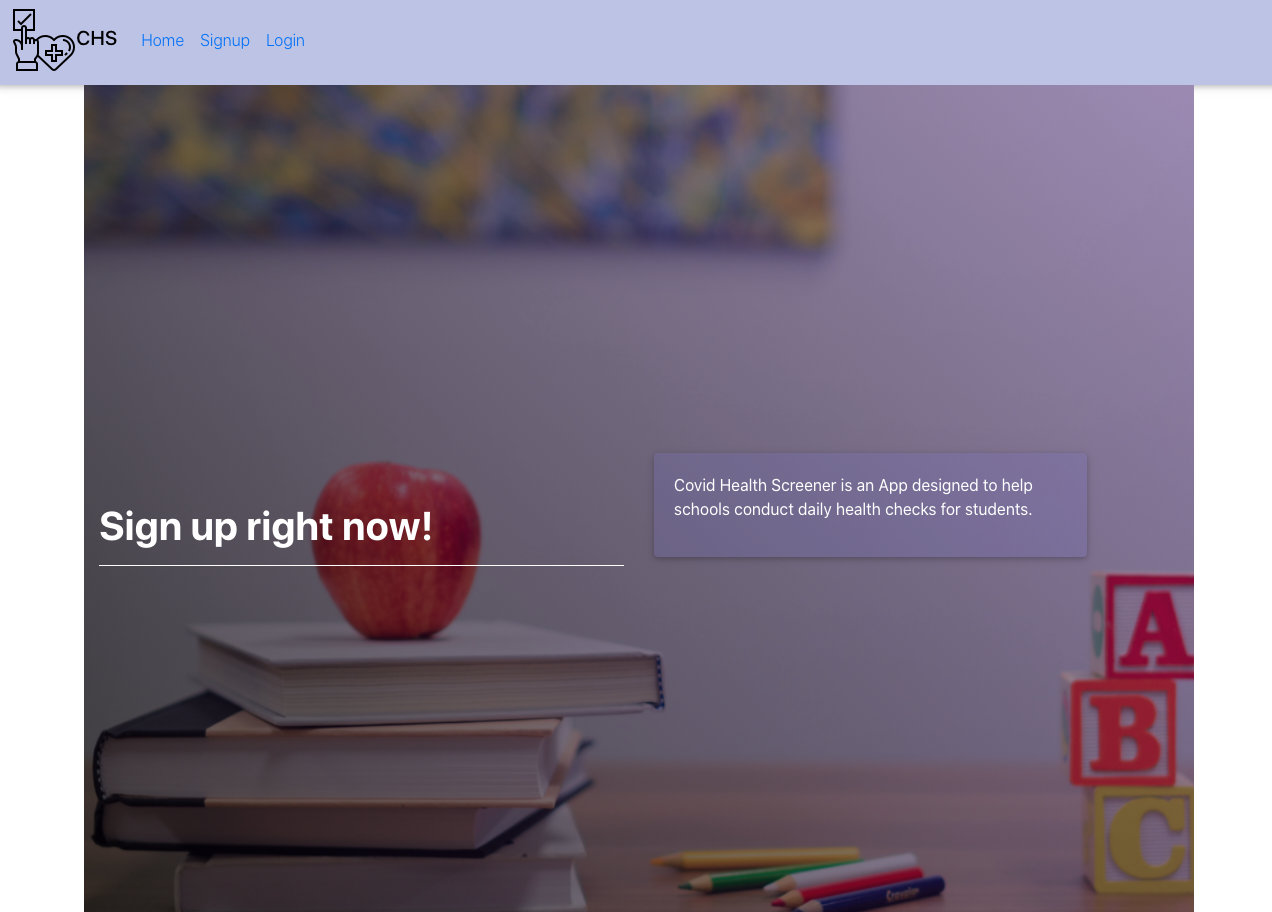 CHS
Home Signup Login
Sign up right now!
Covid Health Screener is an App designed to help
schools conduct daily health checks for students.
A
B
C
Crayolon